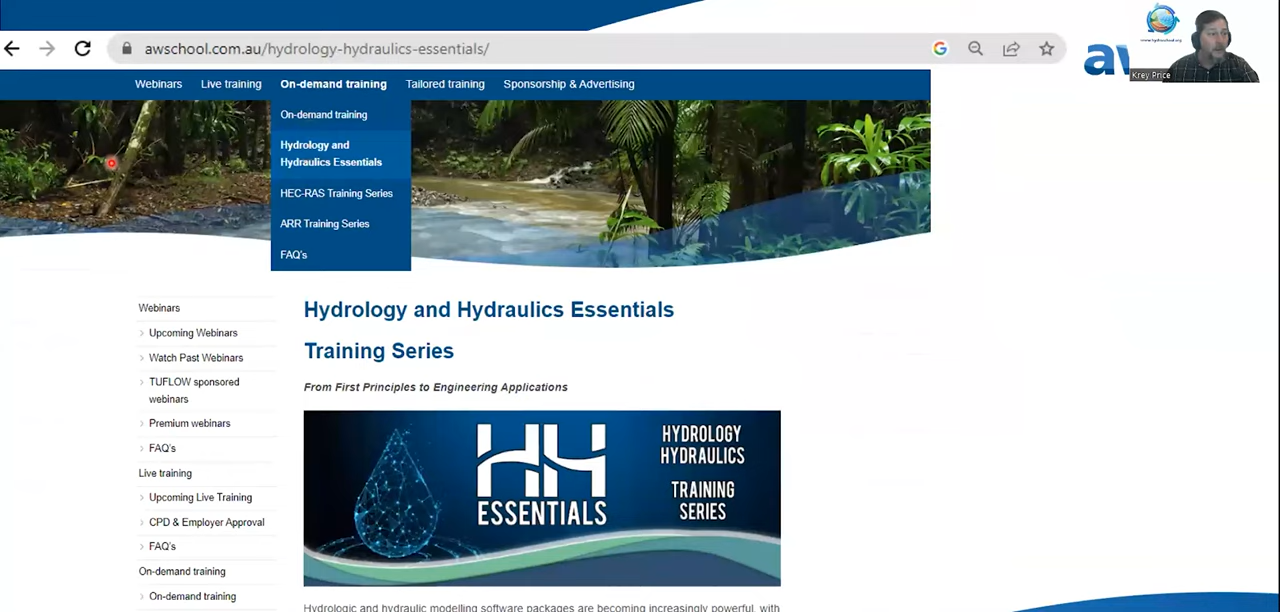 awschool.com.au/hydrology-hydraulics-essentials/
www.hydroschool.org
aw
Krey Price
Webinars
Live training
On-demand training
Tailored training
Sponsorship & Advertising
On-demand training
Hydrology and
Hydraulics Essentials
HEC-RAS Training Series
ARR Training Series
FAQ's
Webinars
Upcoming Webinars
Watch Past Webinars
TUFLOW sponsored
webinars
Premium webinars
FAQ's
Live training
Upcoming Live Training
CPD & Employer Approval
FAQ's
On-demand training
On-demand training
Hydrology and Hydraulics Essentials
Training Series
From First Principles to Engineering Applications
HH
ESSENTIALS
HYDROLOGY
HYDRAULICS
TRAINING
SERIES
Hydrologic and hydraulic modelling software packages are becoming increasingly powerful, with